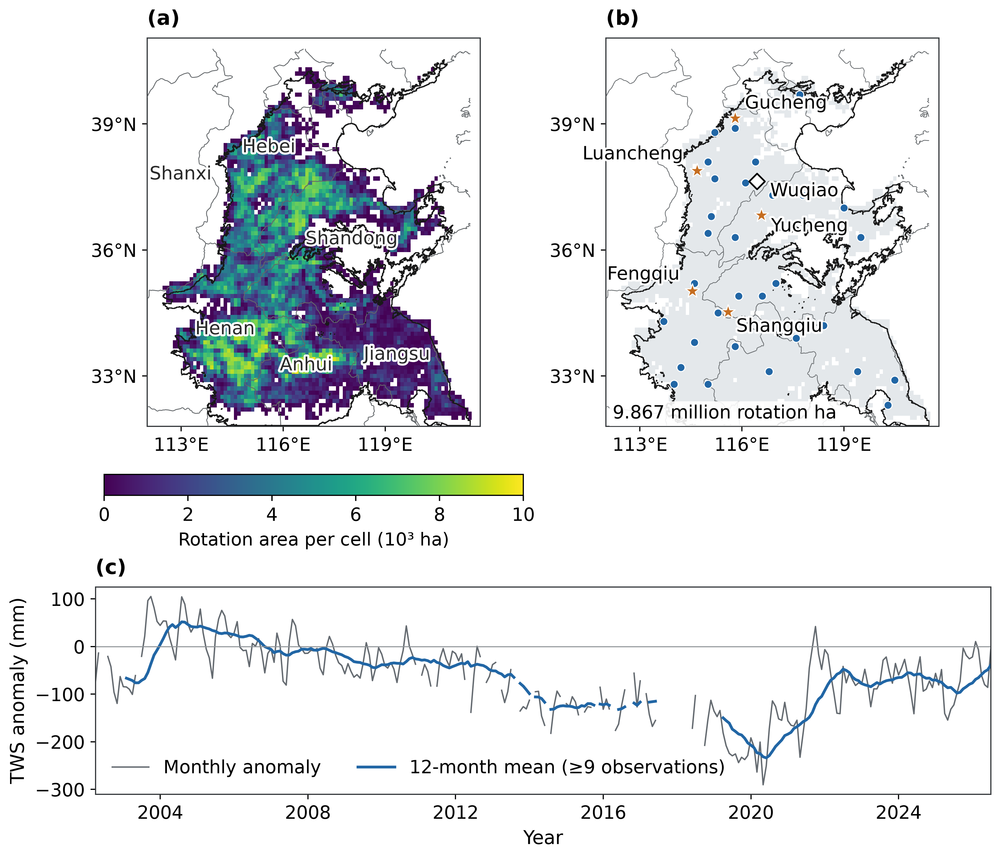 (a)
(b)
39°N
36°N
33°N
113°E
116°E
119°E
Hebei
Shanxi
Shandong
Henan
Anhui
Jiangsu
39°N
36°N
33°N
113°E
116°E
119°E
Gucheng
Luancheng
Wuqiao
Yucheng
Fengqiu
Shangqiu
9.867 million rotation ha
0
2
4
6
8
10
Rotation area per cell (10³ ha)
(c)
TWS anomaly (mm)
100
0
−100
−200
−300
Monthly anomaly
12-month mean (≥9 observations)
2004
2008
2012
2016
2020
2024
Year